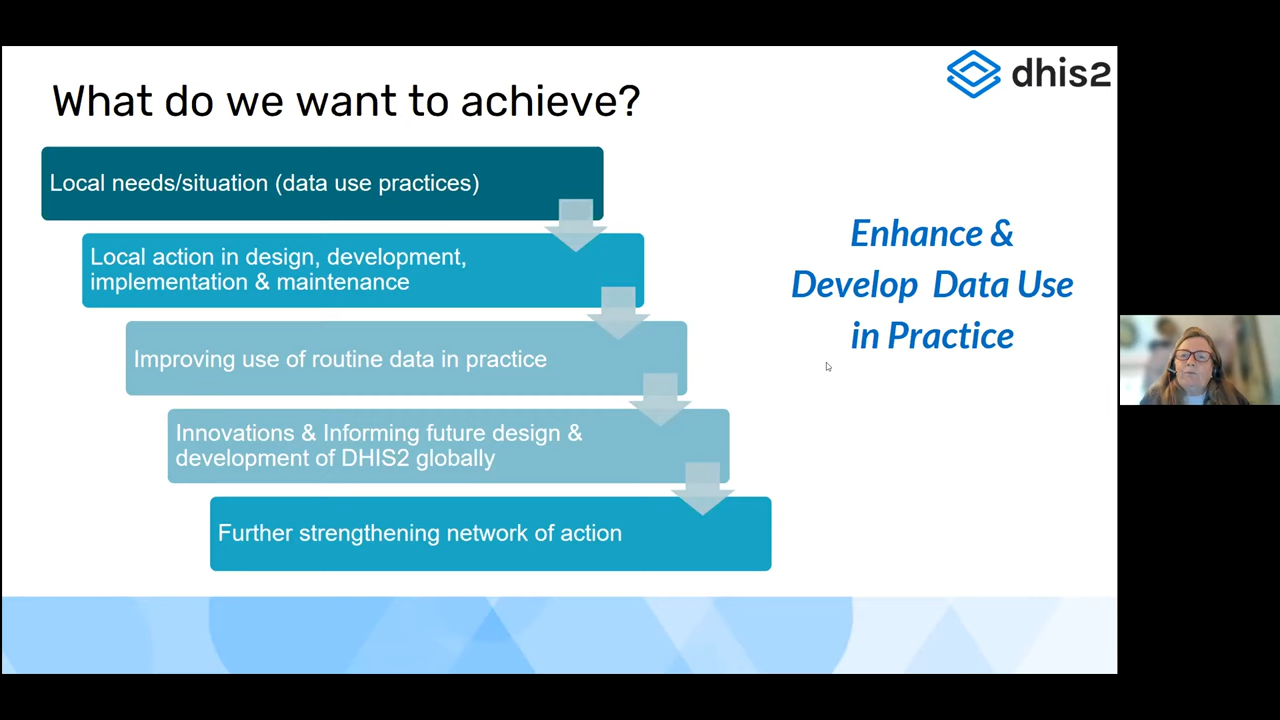 dhis2
What do we want to achieve?
Local needs/situation (data use practices)
Local action in design, development,
implementation & maintenance
Improving use of routine data in practice
Innovations & Informing future design &
development of DHIS2 globally
Further strengthening network of action
Enhance &
Develop Data Use
in Practice